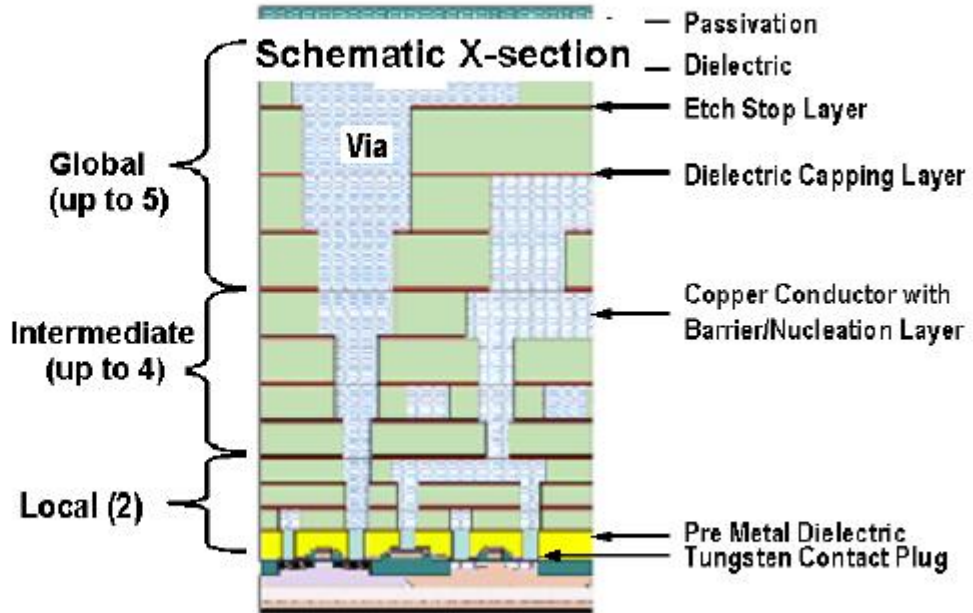 Schematic X-section
Global
(up to 5)
Intermediate
(up to 4)
Local (2)
Via
Passivation
Dielectric
Etch Stop Layer
Dielectric Capping Layer
Copper Conductor with
Barrier/Nucleation Layer
Pre Metal Dielectric
Tungsten Contact Plug